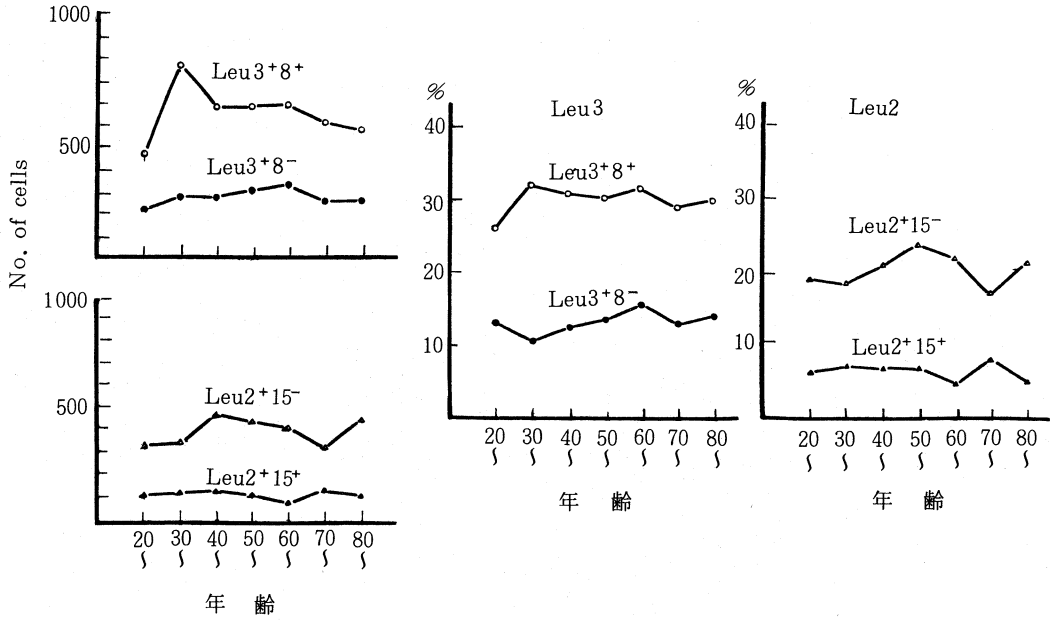 No. of cells
1000
500
Leu3⁺8⁺
Leu3⁺8⁻
1000
500
Leu2⁺15⁻
Leu2⁺15⁺
20 30 40 50 60 70 80
~ ~ ~ ~ ~ ~ ~
年 齢
%
Leu3
40
30
20
10
Leu3⁺8⁺
Leu3⁺8⁻
20 30 40 50 60 70 80
~ ~ ~ ~ ~ ~ ~
年 齢
%
Leu2
40
30
20
10
Leu2⁺15⁻
Leu2⁺15⁺
20 30 40 50 60 70 80
~ ~ ~ ~ ~ ~ ~
年 齢